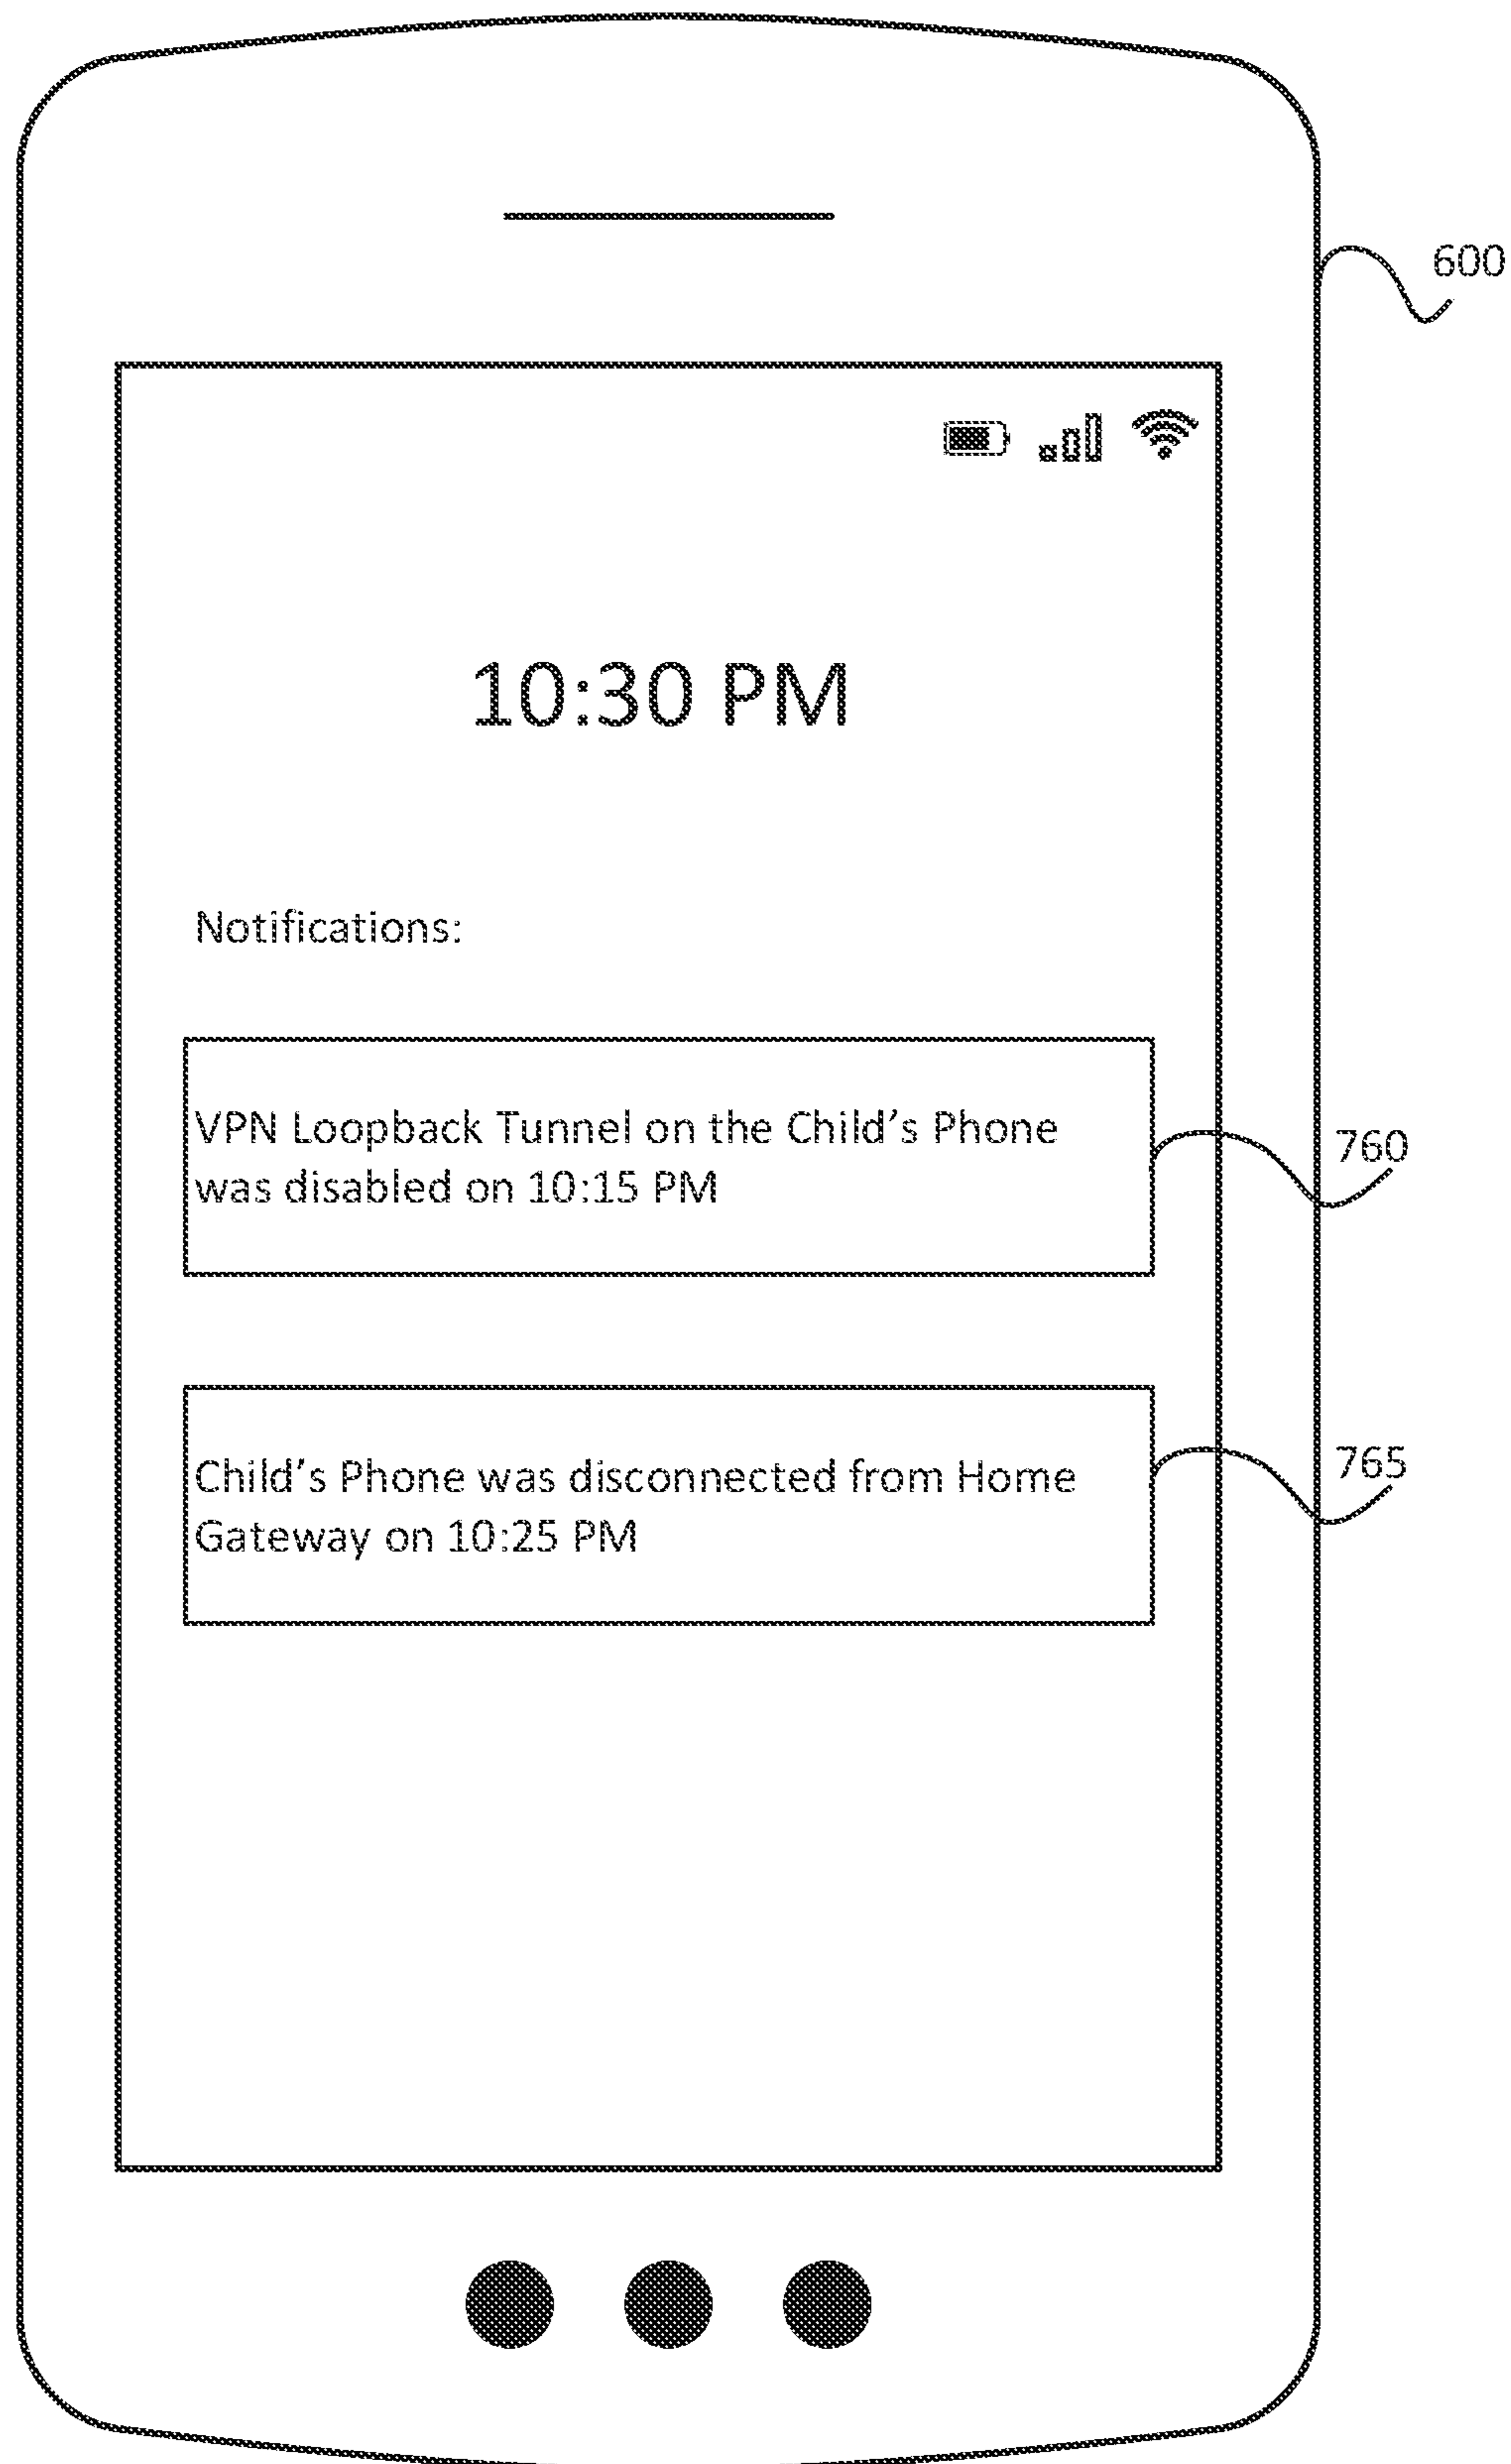 600
10:30 PM
Notifications:
VPN Loopback Tunnel on the Child’s Phone
was disabled on 10:15 PM
760
Child’s Phone was disconnected from Home
Gateway on 10:25 PM
765